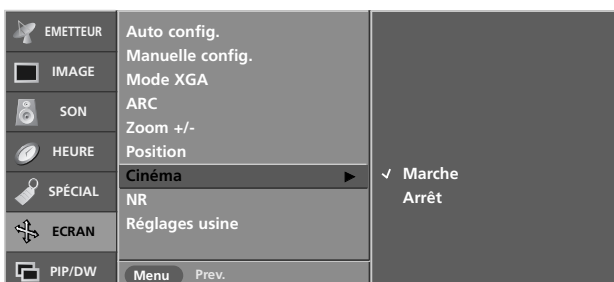 EMETTEUR
IMAGE
SON
HEURE
SPÉCIAL
ECRAN
PIP/DW
Auto config.
Manuelle config.
Mode XGA
ARC
Zoom +/-
Position
Cinéma
NR
Réglages usine
Menu Prev.
Marche
Arrêt